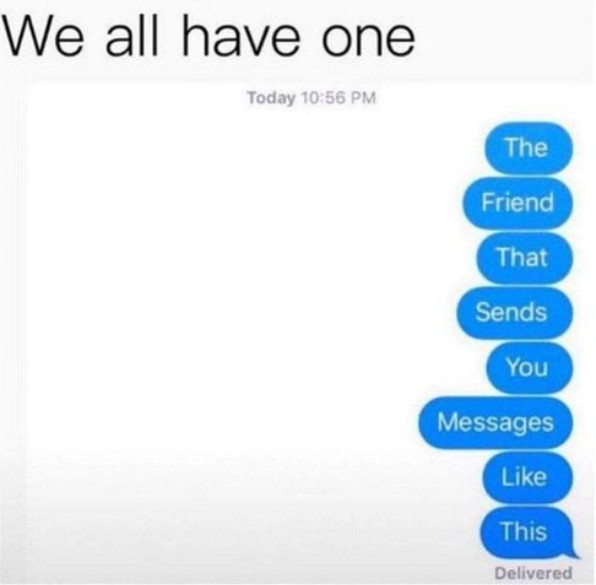 We all have one
Today 10:56 PM
The
Friend
That
Sends
You
Messages
Like
This
Delivered